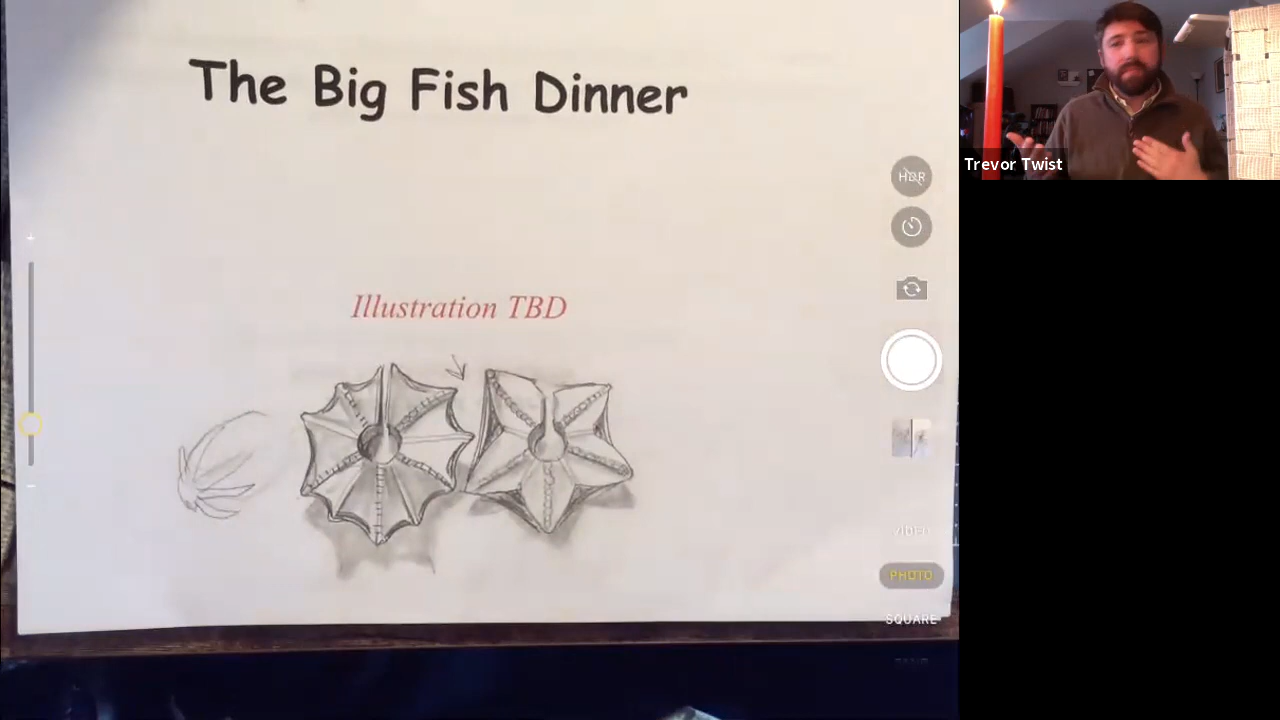 The Big Fish Dinner
Illustration TBD
HDR
VIDEO
PHOTO
SQUARE
Trevor Twist